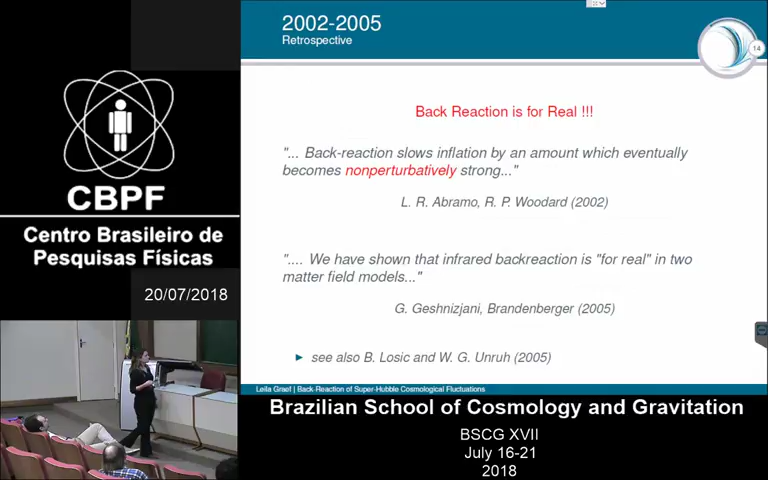 2002-2005
Retrospective
14
Back Reaction is for Real !!!
"... Back-reaction slows inflation by an amount which eventually
becomes nonperturbatively strong..."
L. R. Abramo, R. P. Woodard (2002)
".... We have shown that infrared backreaction is "for real" in two
matter field models..."
G. Geshnizjani, Brandenberger (2005)
see also B. Losic and W. G. Unruh (2005)
Leila Graef | Back-Reaction of Super-Hubble Cosmological Fluctuations
CBPF
Centro Brasileiro de
Pesquisas Físicas
20/07/2018
Brazilian School of Cosmology and Gravitation
BSCG XVII
July 16-21
2018